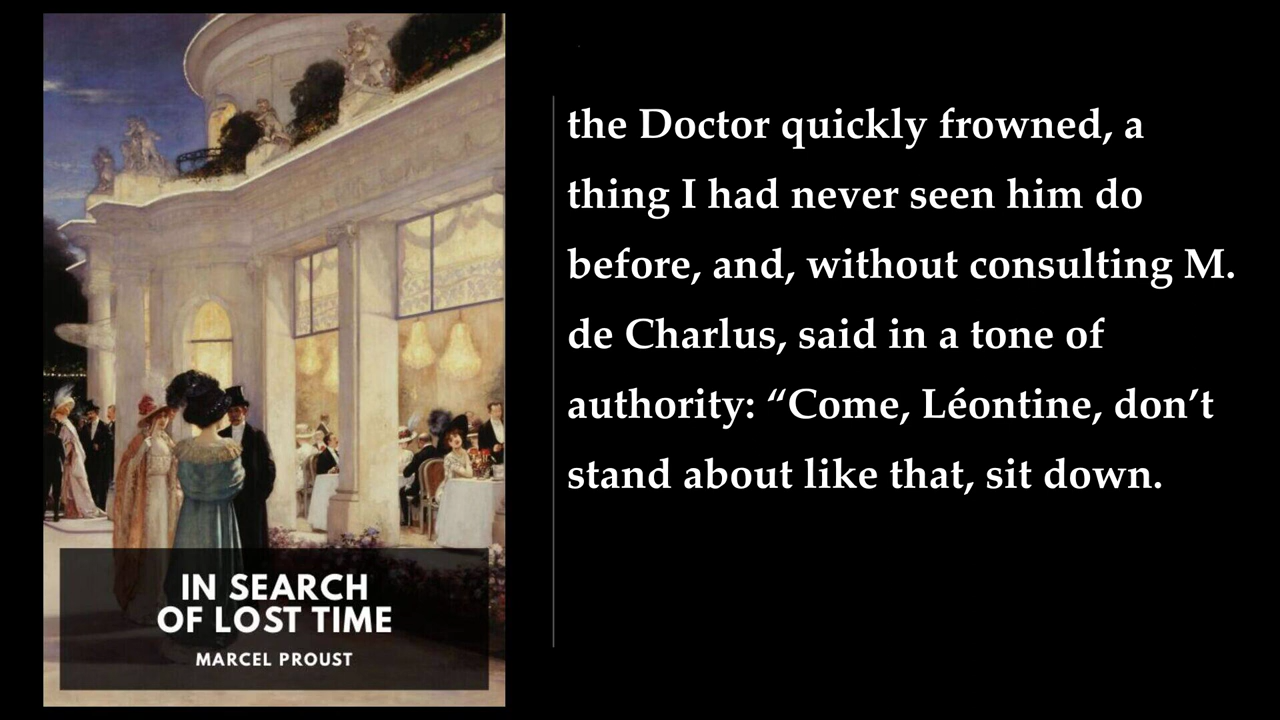 IN SEARCH
OF LOST TIME
MARCEL PROUST
the Doctor quickly frowned, a
thing I had never seen him do
before, and, without consulting M.
de Charlus, said in a tone of
authority: “Come, Léontine, don’t
stand about like that, sit down.